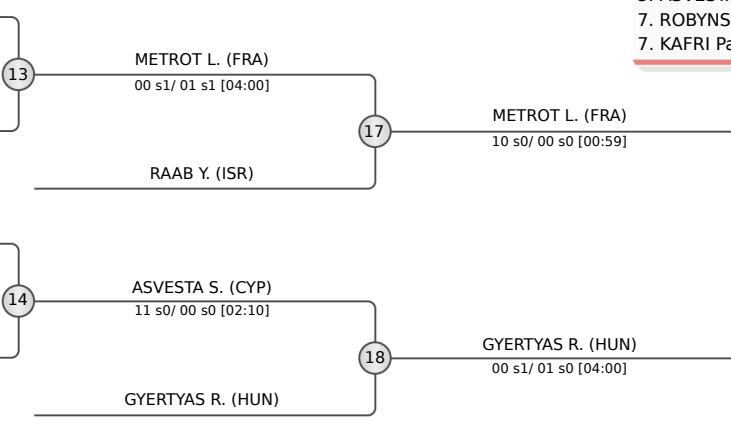 7. ROBYNS
7. KAFRI Pa
13
METROT L. (FRA)
00 s1/ 01 s1 [04:00]
17
METROT L. (FRA)
10 s0/ 00 s0 [00:59]
RAAB Y. (ISR)
14
ASVESTA S. (CYP)
11 s0/ 00 s0 [02:10]
18
GYERTYAS R. (HUN)
00 s1/ 01 s0 [04:00]
GYERTYAS R. (HUN)